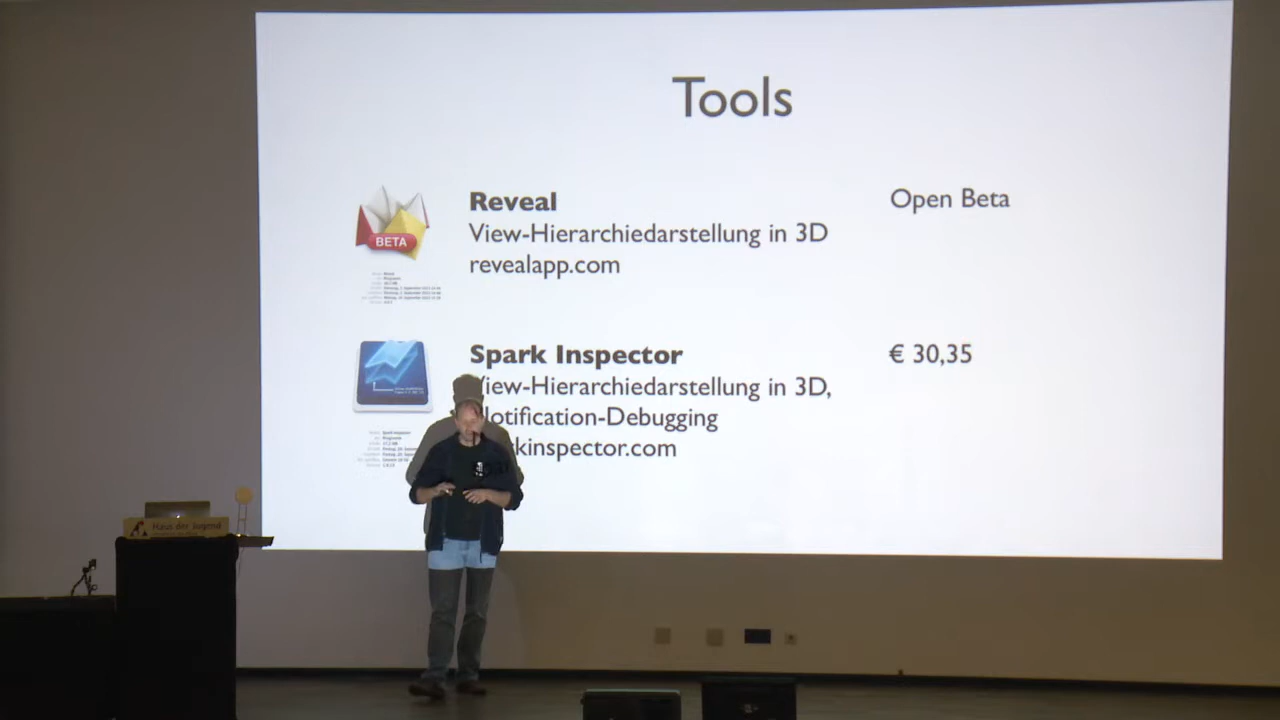 Tools
BETA
Reveal
View-Hierarchiedarstellung in 3D
revealapp.com
Open Beta
Spark Inspector
View-Hierarchiedarstellung in 3D,
Notification-Debugging
kinspector.com
€ 30,35
Haus der Jugend